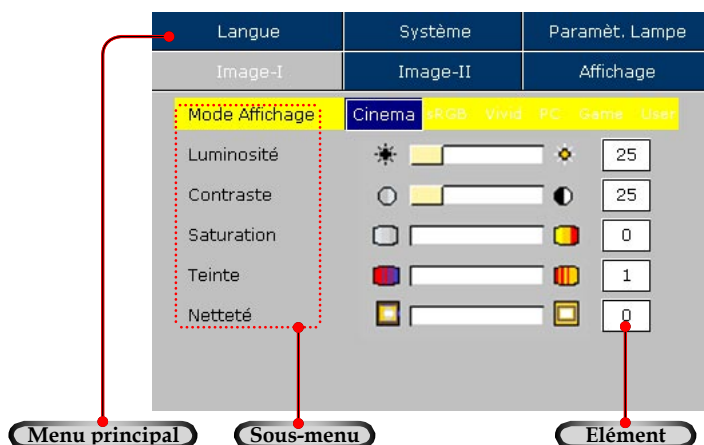 Langue Système Paramèt. Lampe
Image-I Image-II Affichage
Mode Affichage Cinema sRGB Vivid PC Game User
Luminosité 25
Contraste 25
Saturation 0
Teinte 1
Netteté 0
Menu principal Sous-menu Elément